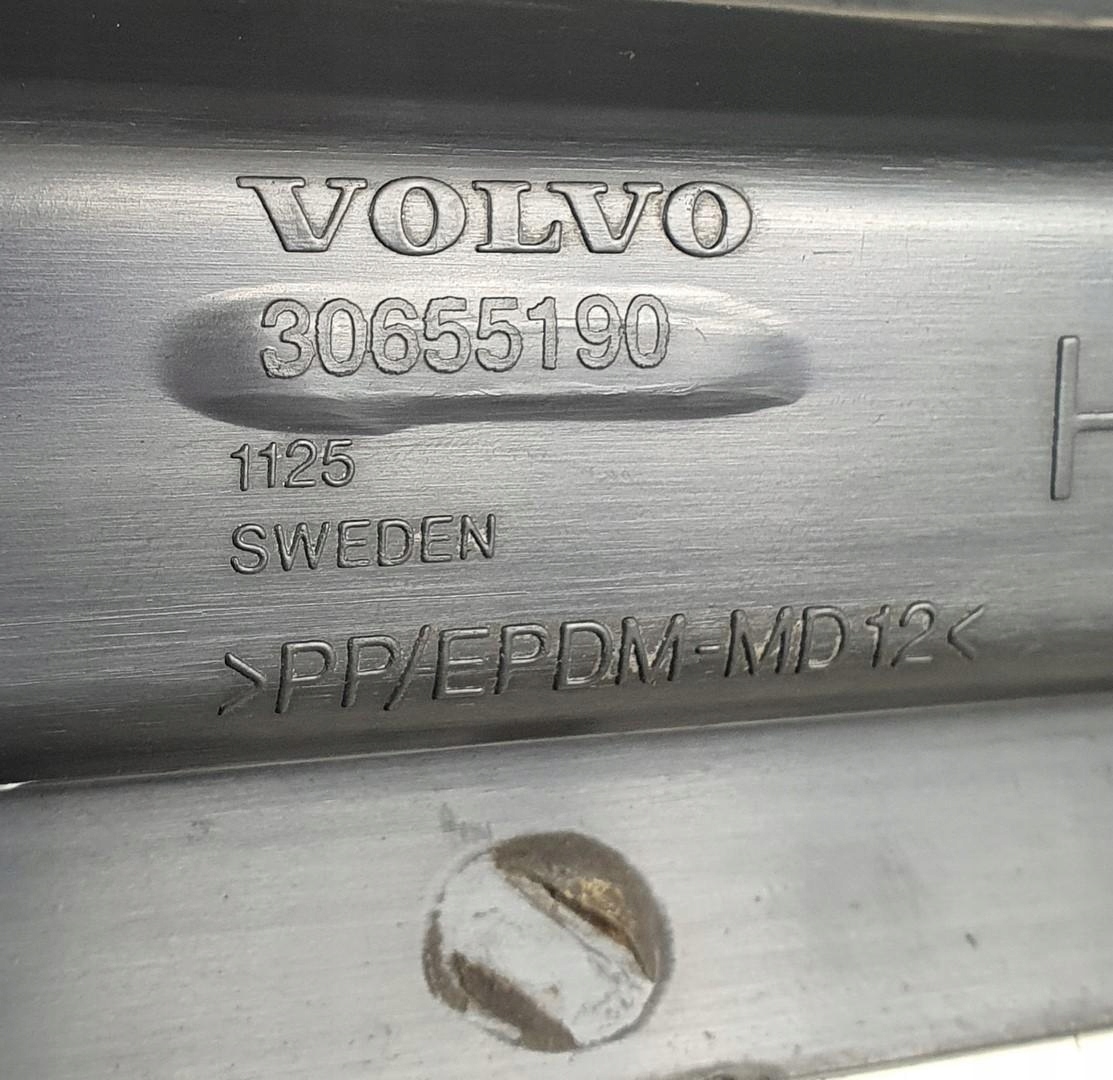 VOLVO
30655190
1125
SWEDEN
>PP/EPDM-MD12<
H